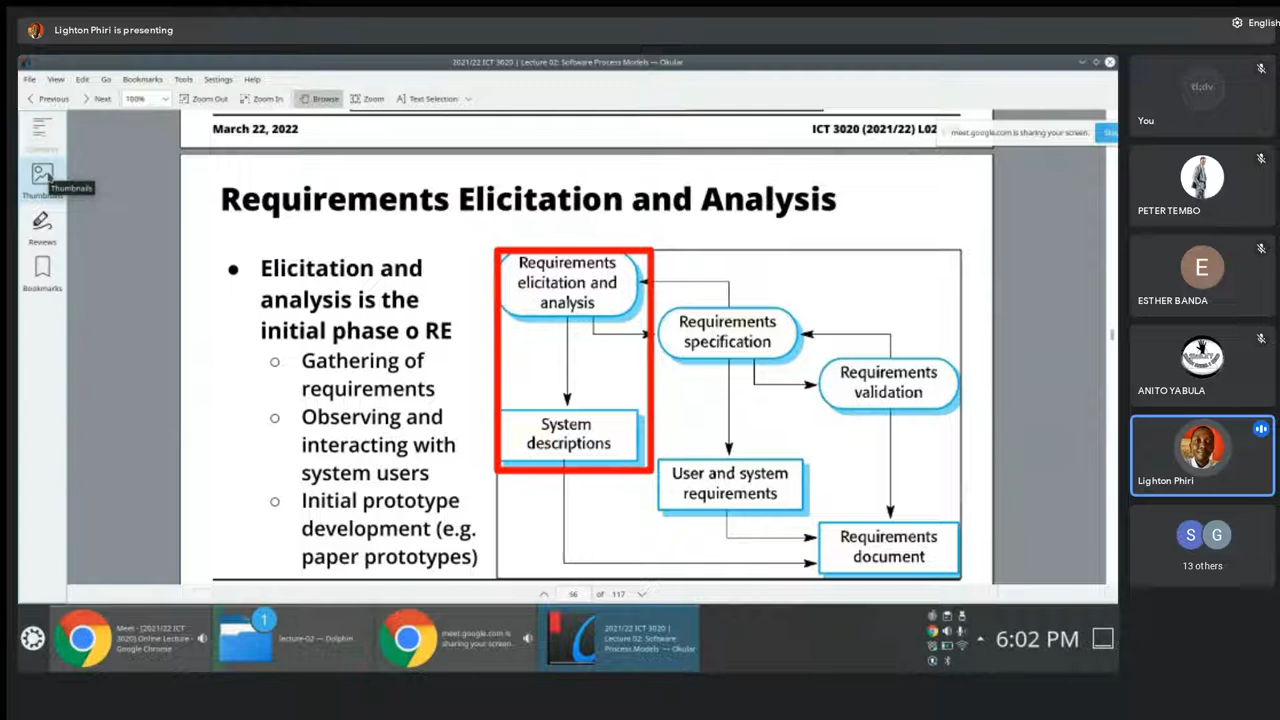 Lighton Phiri is presenting
English
2021/22 ICT 3020 | Lecture 02: Software Process Models — Okular
File View Edit Go Bookmarks Tools Settings Help
Previous Next 100% Zoom Out Zoom In Browse Zoom Text Selection
March 22, 2022 ICT 3020 (2021/22) L02
meet.google.com is sharing your screen.
Thumbnails
Reviews
Bookmarks
Requirements Elicitation and Analysis
● Elicitation and
analysis is the
initial phase o RE
○ Gathering of
requirements
○ Observing and
interacting with
system users
○ Initial prototype
development (e.g.
paper prototypes)
Requirements
elicitation and
analysis
Requirements
specification
Requirements
validation
System
descriptions
User and system
requirements
Requirements
document
56 of 117
Meet - [2021/22 ICT
3020] Online Lecture -
Google Chrome
1
lecture-02 — Dolphin
meet.google.com is
sharing your screen.
2021/22 ICT 3020 |
Lecture 02: Software
Process Models — Okular
6:02 PM
tl;dv
You
PETER TEMBO
E
ESTHER BANDA
ANITO YABULA
Lighton Phiri
S G
13 others